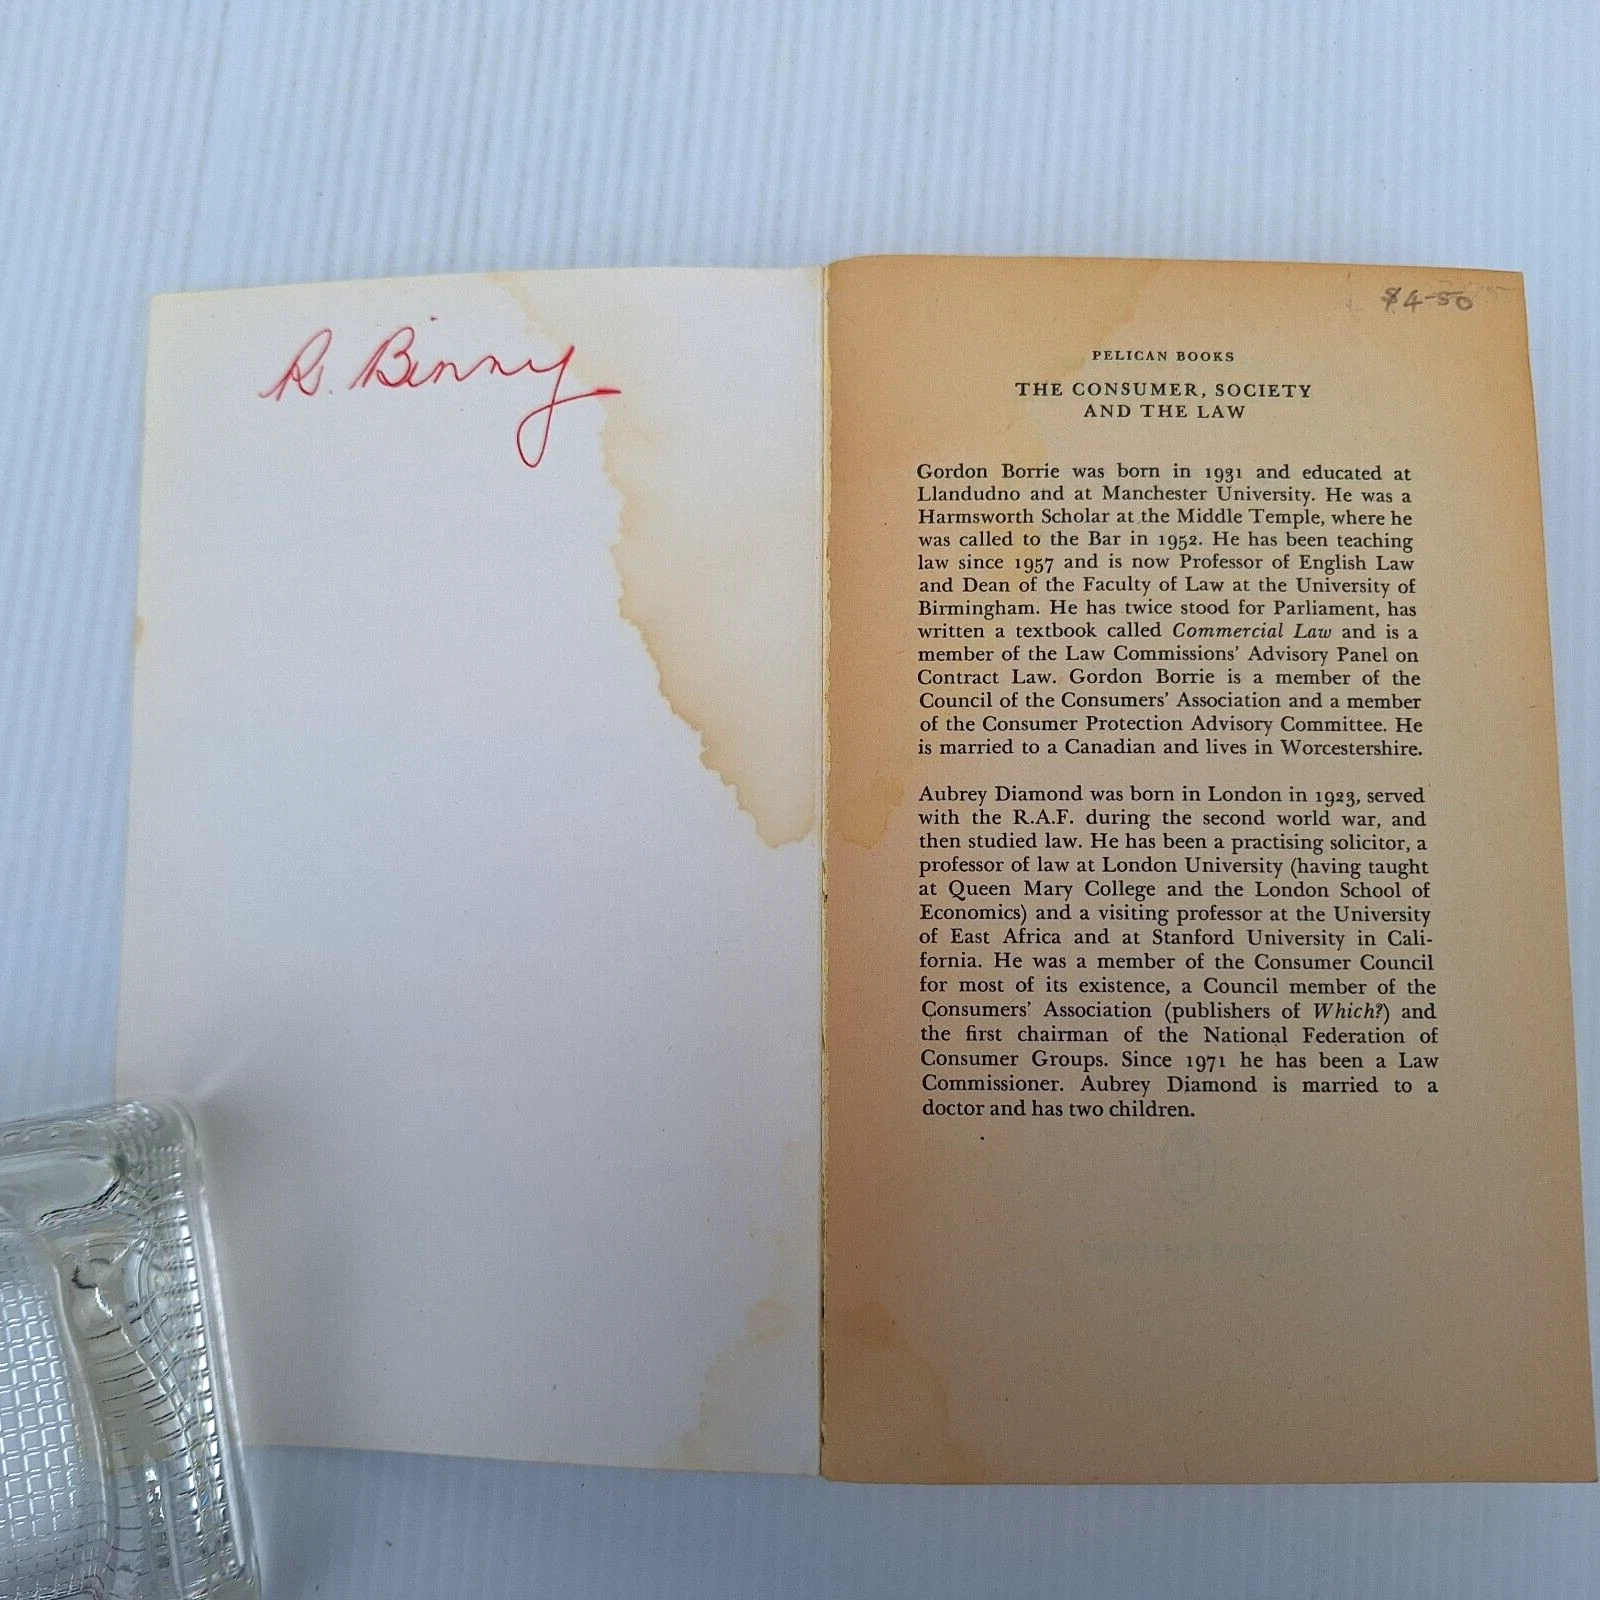 R. Binny
$4-50
PELICAN BOOKS
THE CONSUMER, SOCIETY
AND THE LAW
Gordon Borrie was born in 1931 and educated at
Llandudno and at Manchester University. He was a
Harmsworth Scholar at the Middle Temple, where he
was called to the Bar in 1952. He has been teaching
law since 1957 and is now Professor of English Law
and Dean of the Faculty of Law at the University of
Birmingham. He has twice stood for Parliament, has
written a textbook called Commercial Law and is a
member of the Law Commissions' Advisory Panel on
Contract Law. Gordon Borrie is a member of the
Council of the Consumers' Association and a member
of the Consumer Protection Advisory Committee. He
is married to a Canadian and lives in Worcestershire.
Aubrey Diamond was born in London in 1923, served
with the R.A.F. during the second world war, and
then studied law. He has been a practising solicitor, a
professor of law at London University (having taught
at Queen Mary College and the London School of
Economics) and a visiting professor at the University
of East Africa and at Stanford University in Cali-
fornia. He was a member of the Consumer Council
for most of its existence, a Council member of the
Consumers' Association (publishers of Which?) and
the first chairman of the National Federation of
Consumer Groups. Since 1971 he has been a Law
Commissioner. Aubrey Diamond is married to a
doctor and has two children.